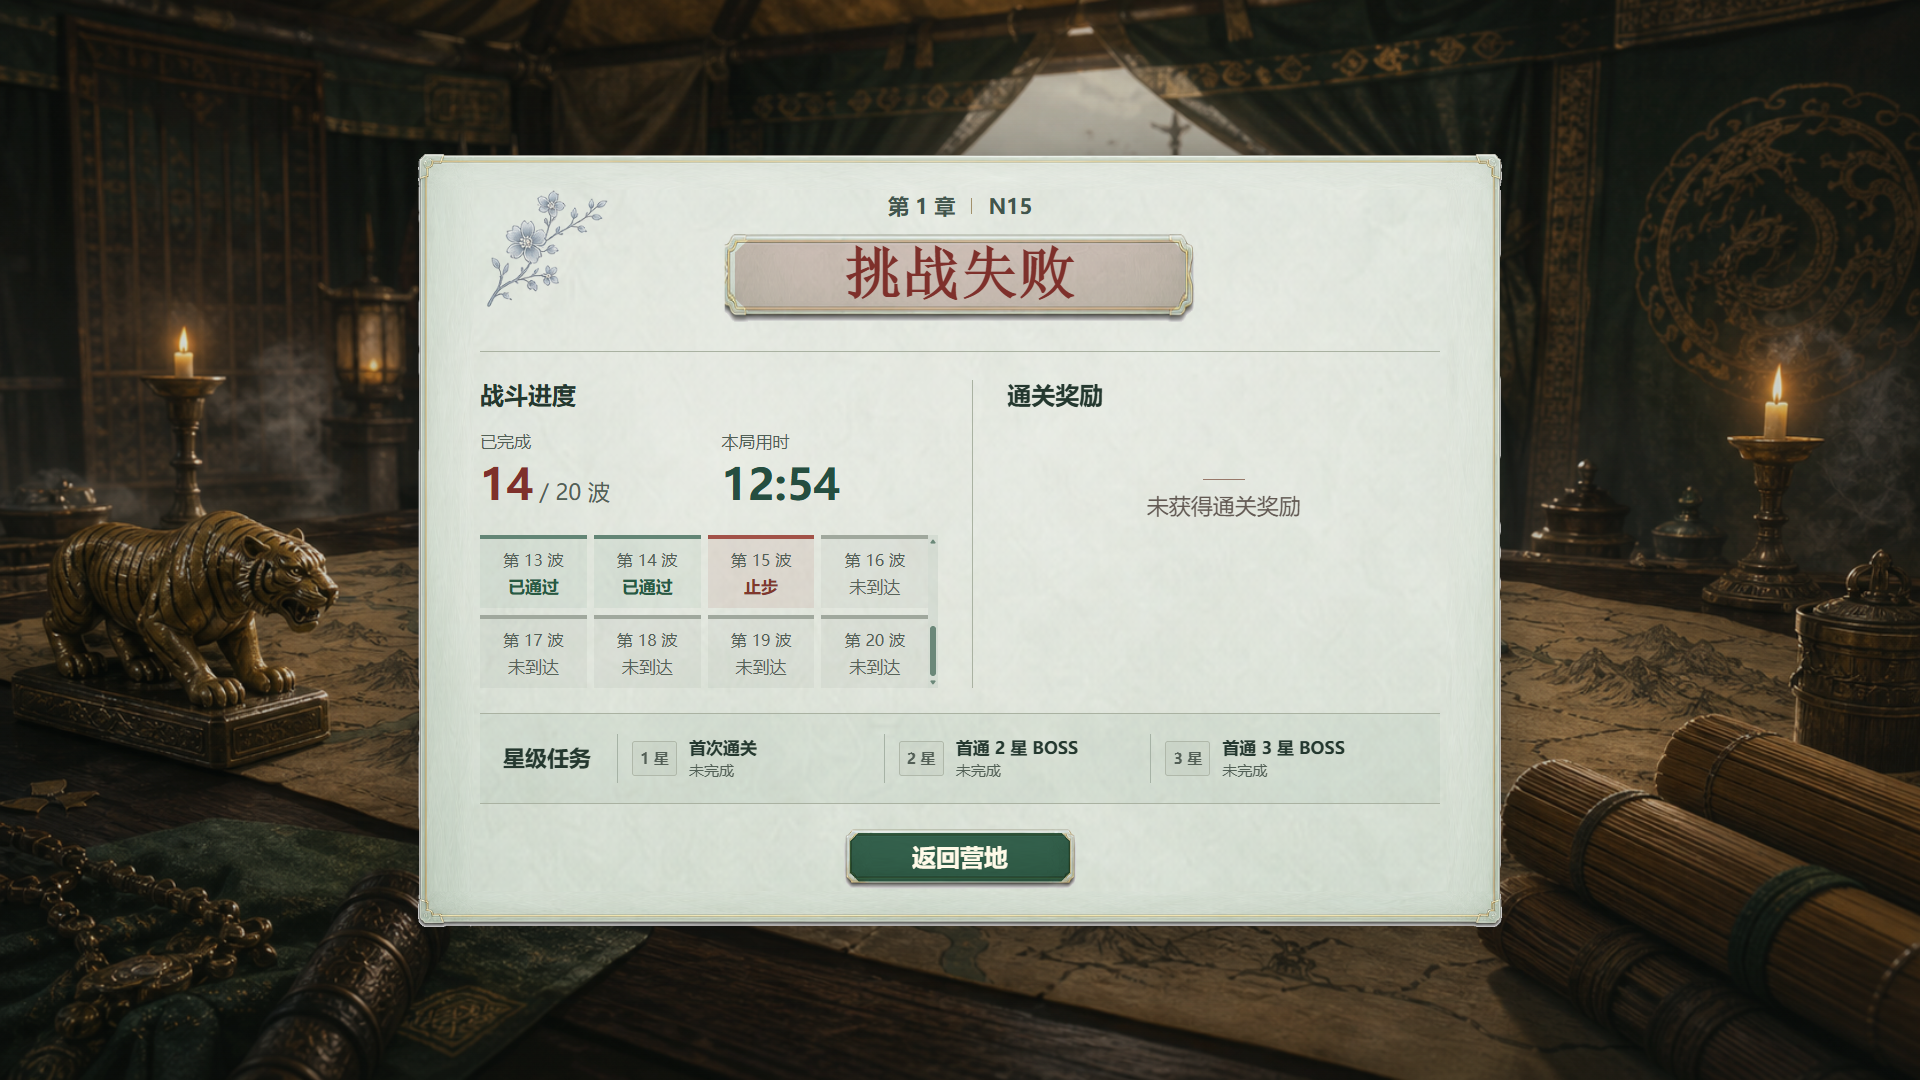 第 1 章 | N15
挑战失败
战斗进度
已完成
14 / 20 波
本局用时
12:54
第 13 波
已通过
第 14 波
已通过
第 15 波
止步
第 16 波
未到达
第 17 波
未到达
第 18 波
未到达
第 19 波
未到达
第 20 波
未到达
通关奖励
未获得通关奖励
星级任务
1 星
首次通关
未完成
2 星
首通 2 星 BOSS
未完成
3 星
首通 3 星 BOSS
未完成
返回营地